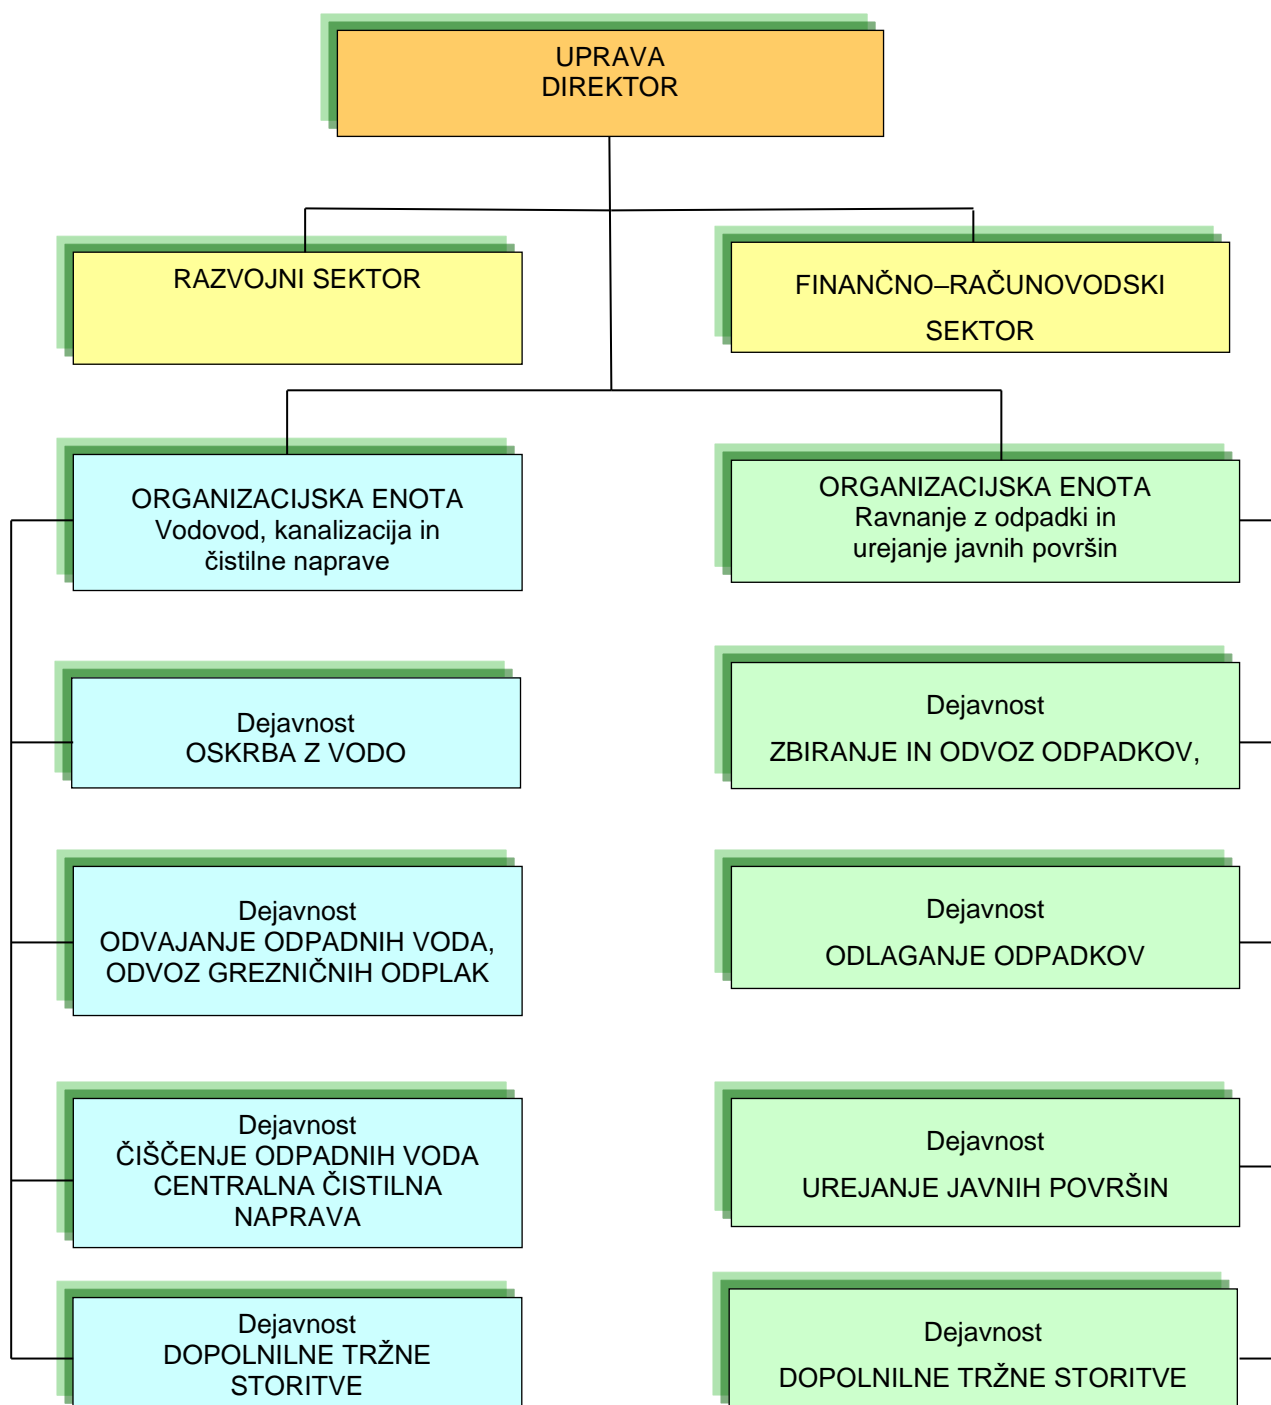 UPRAVA
DIREKTOR
RAZVOJNI SEKTOR
FINANČNO–RAČUNOVODSKI
SEKTOR
ORGANIZACIJSKA ENOTA
Vodovod, kanalizacija in
čistilne naprave
ORGANIZACIJSKA ENOTA
Ravnanje z odpadki in
urejanje javnih površin
Dejavnost
OSKRBA Z VODO
Dejavnost
ZBIRANJE IN ODVOZ ODPADKOV,
Dejavnost
ODVAJANJE ODPADNIH VODA,
ODVOZ GREZNIČNIH ODPLAK
Dejavnost
ODLAGANJE ODPADKOV
Dejavnost
ČIŠČENJE ODPADNIH VODA
CENTRALNA ČISTILNA
NAPRAVA
Dejavnost
UREJANJE JAVNIH POVRŠIN
Dejavnost
DOPOLNILNE TRŽNE
STORITVE
Dejavnost
DOPOLNILNE TRŽNE STORITVE